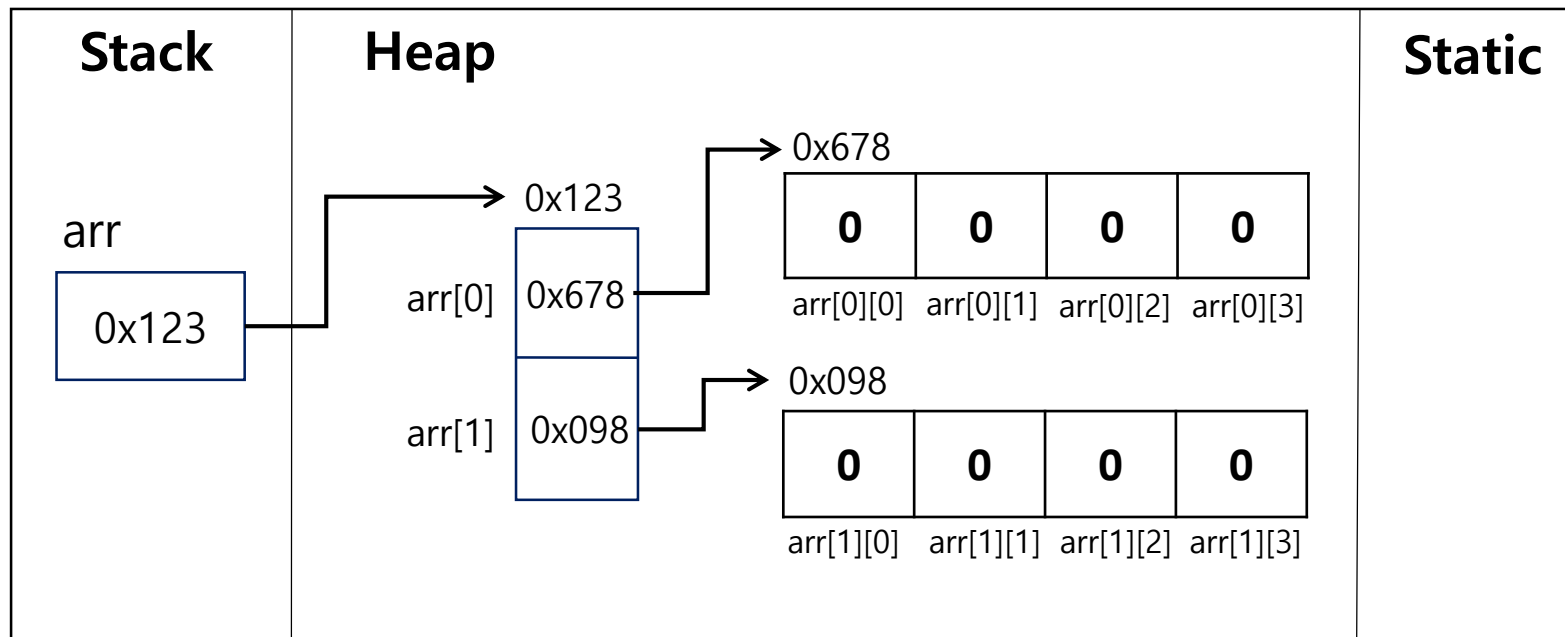 Stack
Heap
Static
0x678
0 0 0 0
arr[0][0] arr[0][1] arr[0][2] arr[0][3]
arr
0x123
0x123
arr[0] 0x678
arr[1] 0x098
0x098
0 0 0 0
arr[1][0] arr[1][1] arr[1][2] arr[1][3]